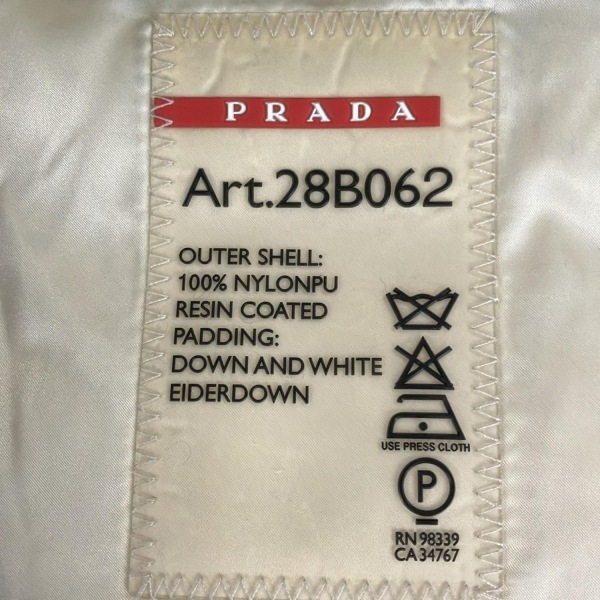 PRADA
Art.28B062
OUTER SHELL:
100% NYLONPU
RESIN COATED
PADDING:
DOWN AND WHITE
EIDERDOWN
USE PRESS CLOTH
P
RN 98339
CA 34767